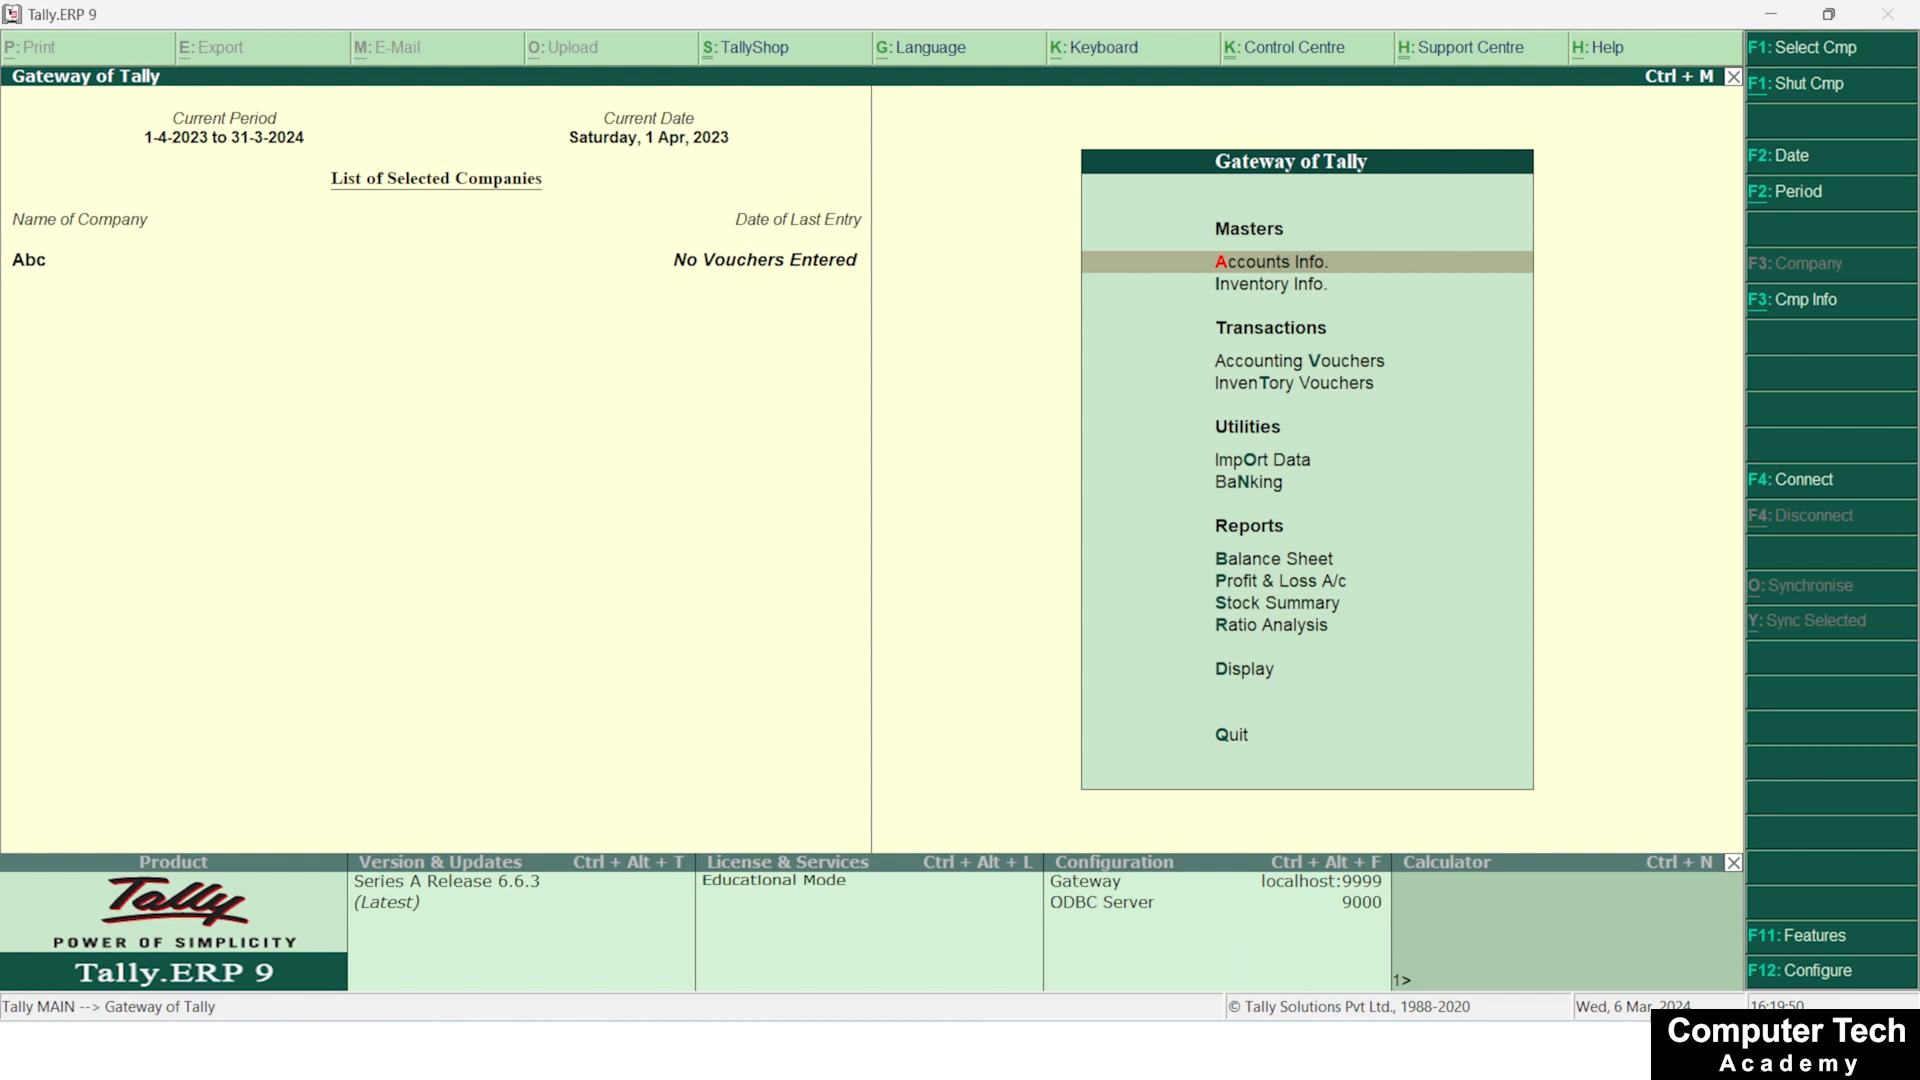 Tally.ERP 9
P: Print
E: Export
M: E-Mail
O: Upload
S: TallyShop
G: Language
K: Keyboard
K: Control Centre
H: Support Centre
H: Help
Gateway of Tally
Ctrl + M
Current Period
1-4-2023 to 31-3-2024
Current Date
Saturday, 1 Apr, 2023
List of Selected Companies
Name of Company
Date of Last Entry
Abc
No Vouchers Entered
Gateway of Tally
Masters
Accounts Info.
Inventory Info.
Transactions
Accounting Vouchers
InvenTory Vouchers
Utilities
ImpOrt Data
BaNking
Reports
Balance Sheet
Profit & Loss A/c
Stock Summary
Ratio Analysis
Display
Quit
F1: Select Cmp
F1: Shut Cmp
F2: Date
F2: Period
F3: Company
F3: Cmp Info
F4: Connect
F4: Disconnect
O: Synchronise
Y: Sync Selected
F11: Features
F12: Configure
Product
Tally
POWER OF SIMPLICITY
Tally.ERP 9
Version & Updates Ctrl + Alt + T
Series A Release 6.6.3
(Latest)
License & Services Ctrl + Alt + L
Educational Mode
Configuration Ctrl + Alt + F
Gateway localhost:9999
ODBC Server 9000
Calculator Ctrl + N
1>
Tally MAIN --> Gateway of Tally
© Tally Solutions Pvt Ltd., 1988-2020
Wed, 6 Mar, 2024
16:19:50
Computer Tech
Academy